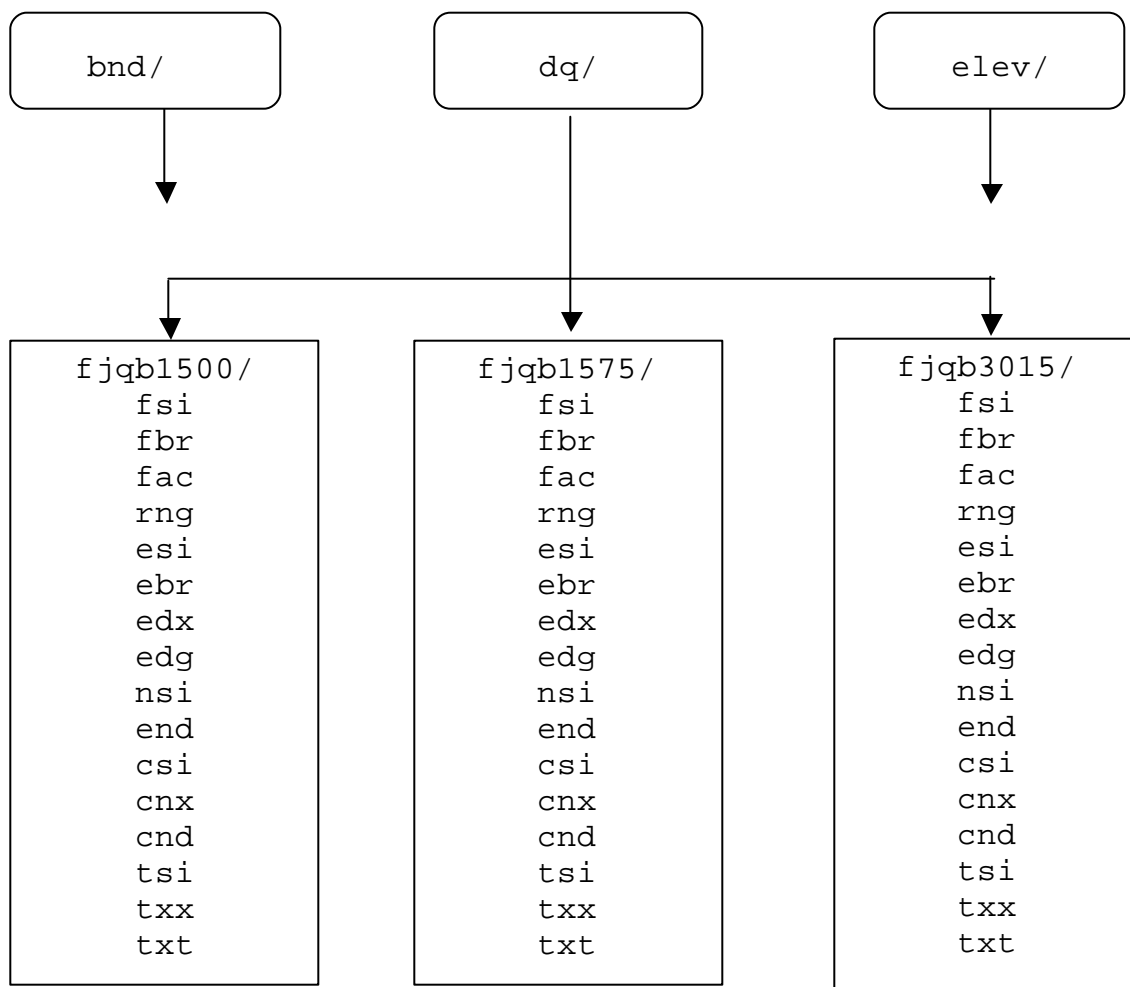 bnd/
dq/
elev/
fjqb1500/
fsi
fbr
fac
rng
esi
ebr
edx
edg
nsi
end
csi
cnx
cnd
tsi
txx
txt
fjqb1575/
fsi
fbr
fac
rng
esi
ebr
edx
edg
nsi
end
csi
cnx
cnd
tsi
txx
txt
fjqb3015/
fsi
fbr
fac
rng
esi
ebr
edx
edg
nsi
end
csi
cnx
cnd
tsi
txx
txt